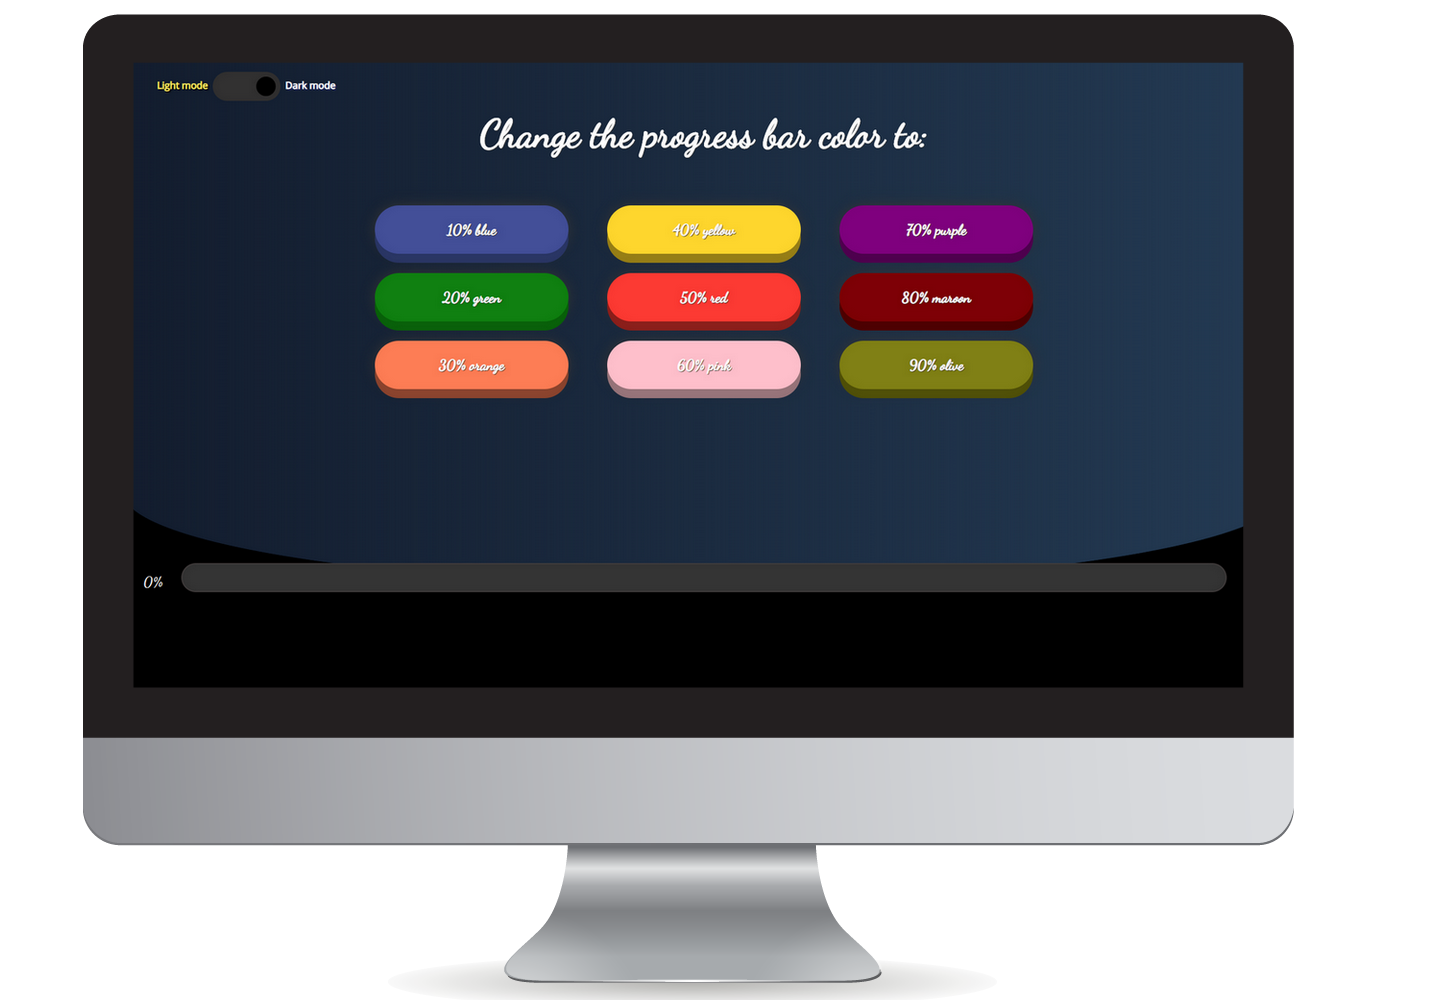 Light mode Dark mode
Change the progress bar color to:
10% blue 40% yellow 70% purple
20% green 50% red 80% maroon
30% orange 60% pink 90% olive
0%